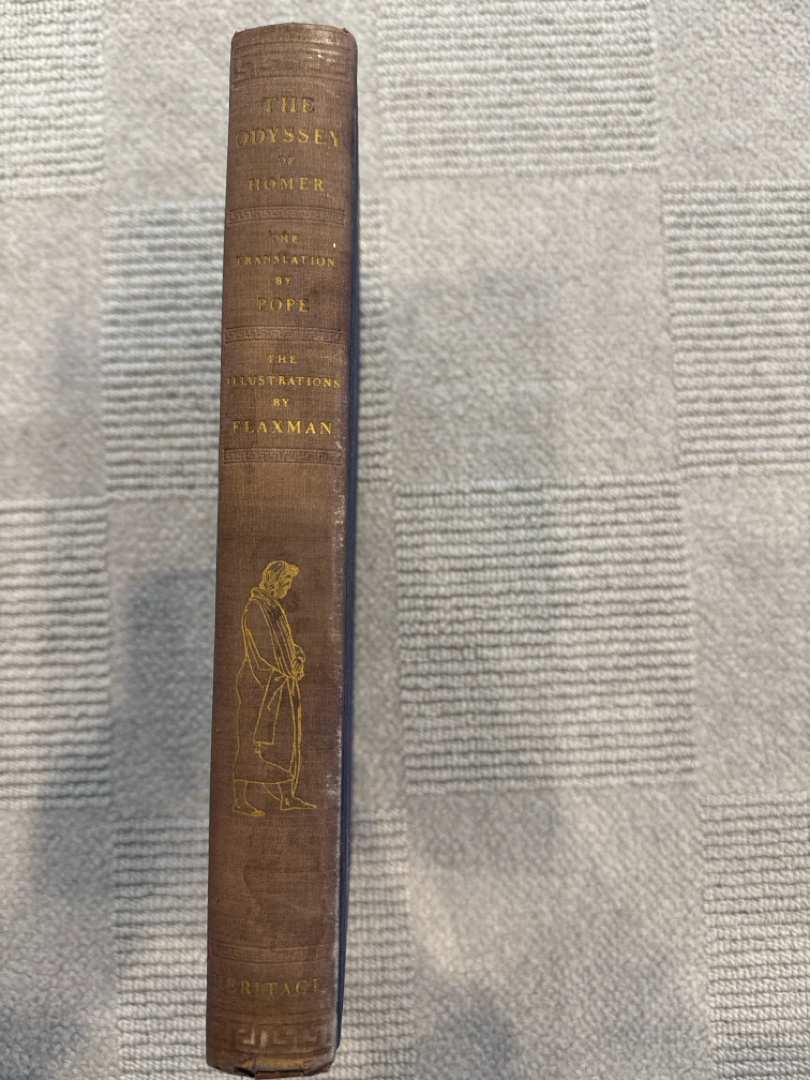 THE
ODYSSEY
OF
HOMER
THE
TRANSLATION
BY
POPE
THE
ILLUSTRATIONS
BY
FLAXMAN
HERITAGE